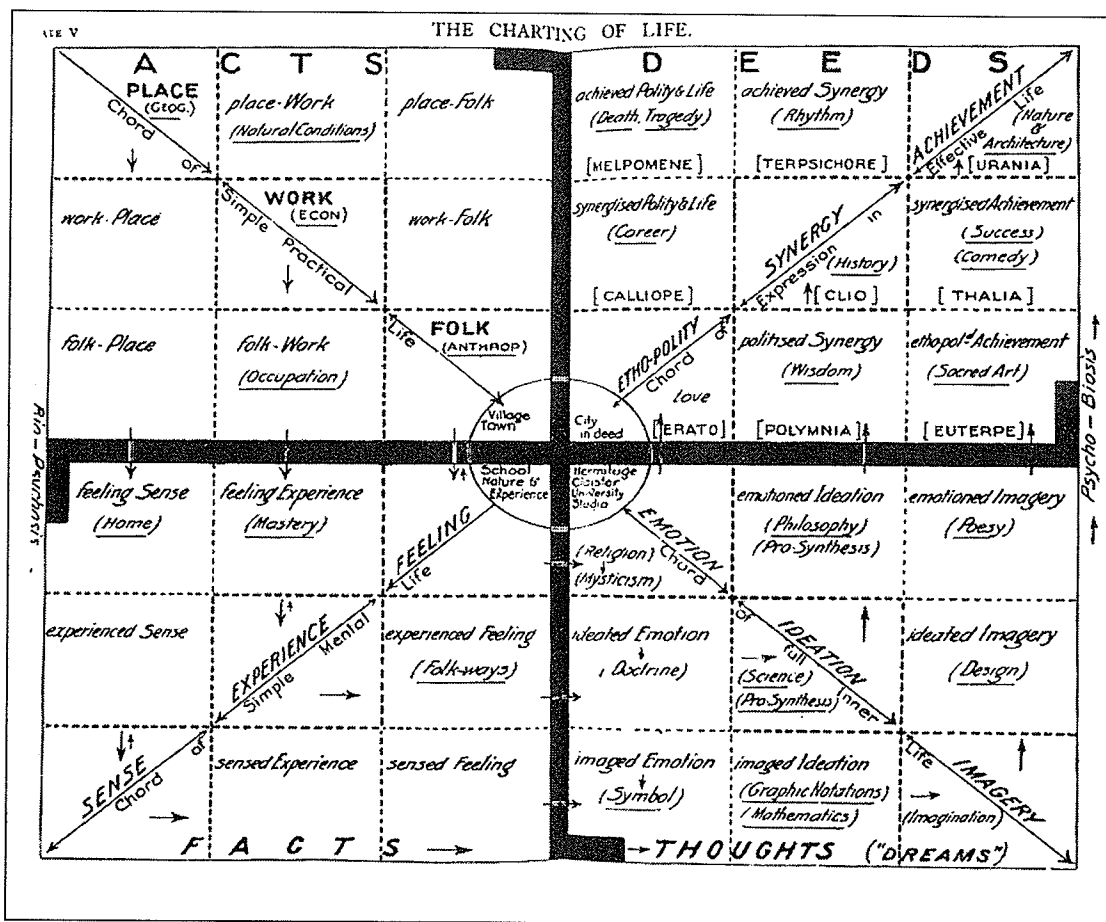 THE CHARTING OF LIFE.
ATE V
A C T S
D E E D S
PLACE
(GEOG.)
Chord of
place-Work
(Natural Conditions)
place-Folk
achieved Polity & Life
(Death, Tragedy)
[MELPOMENE]
achieved Synergy
(Rhythm)
[TERPSICHORE]
ACHIEVEMENT
Effective Life
(Nature
&
Architecture)
[URANIA]
work-Place
WORK
(ECON)
Simple Practical
work-Folk
synergised Polity & Life
(Career)
[CALLIOPE]
SYNERGY
Expression in
(History)
[CLIO]
synergised Achievement
(Success)
(Comedy)
[THALIA]
folk-Place
folk-Work
(Occupation)
FOLK
(ANTHROP)
Life
Village
Town
City
in deed
ETHO-POLITY
Chord of
Love
[ERATO]
politised Synergy
(Wisdom)
[POLYMNIA]
ethopold Achievement
(Sacred Art)
[EUTERPE]
Psycho-Biosis
feeling Sense
(Home)
feeling Experience
(Mastery)
FEELING
Life
School
Nature &
Experience
Hermitage
Cloister
University
Studio
EMOTION
Chord
(Religion)
(Mysticism)
emotioned Ideation
(Philosophy)
(Pro-Synthesis)
emotioned Imagery
(Poesy)
experienced Sense
EXPERIENCE
Simple Mental
experienced Feeling
(Folk-ways)
ideated Emotion
(Doctrine)
IDEATION
of full Inner
(Science)
(Pro-Synthesis)
ideated Imagery
(Design)
SENSE
Chord of
sensed Experience
sensed Feeling
imaged Emotion
(Symbol)
imaged Ideation
(Graphic Notations)
(Mathematics)
IMAGERY
Life
(Imagination)
F A C T S
THOUGHTS ("DREAMS")